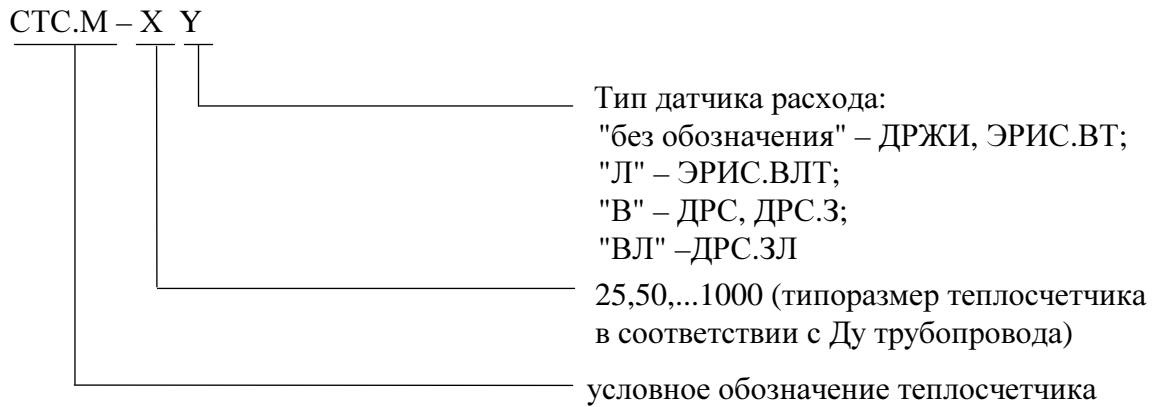 СТС.М – X Y
Тип датчика расхода:
"без обозначения" – ДРЖИ, ЭРИС.ВТ;
"Л" – ЭРИС.ВЛТ;
"В" – ДРС, ДРС.З;
"ВЛ" –ДРС.ЗЛ
25,50,...1000 (типоразмер теплосчетчика
в соответствии с Ду трубопровода)
условное обозначение теплосчетчика